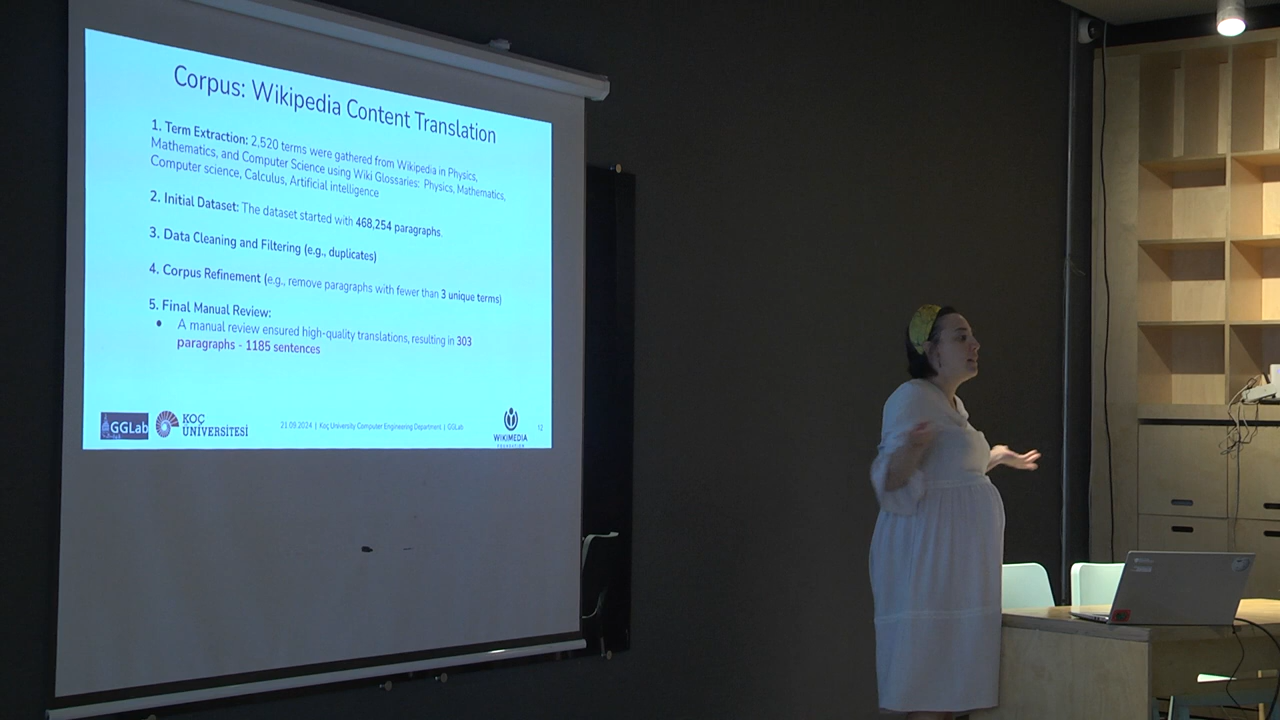 Corpus: Wikipedia Content Translation
1. Term Extraction: 2,520 terms were gathered from Wikipedia in Physics,
Mathematics, and Computer Science using Wiki Glossaries: Physics, Mathematics,
Computer science, Calculus, Artificial intelligence
2. Initial Dataset: The dataset started with 468,254 paragraphs.
3. Data Cleaning and Filtering (e.g., duplicates)
4. Corpus Refinement (e.g., remove paragraphs with fewer than 3 unique terms)
5. Final Manual Review:
• A manual review ensured high-quality translations, resulting in 303
paragraphs - 1185 sentences
GGLab
KOÇ
ÜNİVERSİTESİ
21.09.2024 | Koç University Computer Engineering Department | GGLab
WIKIMEDIA
FOUNDATION
12